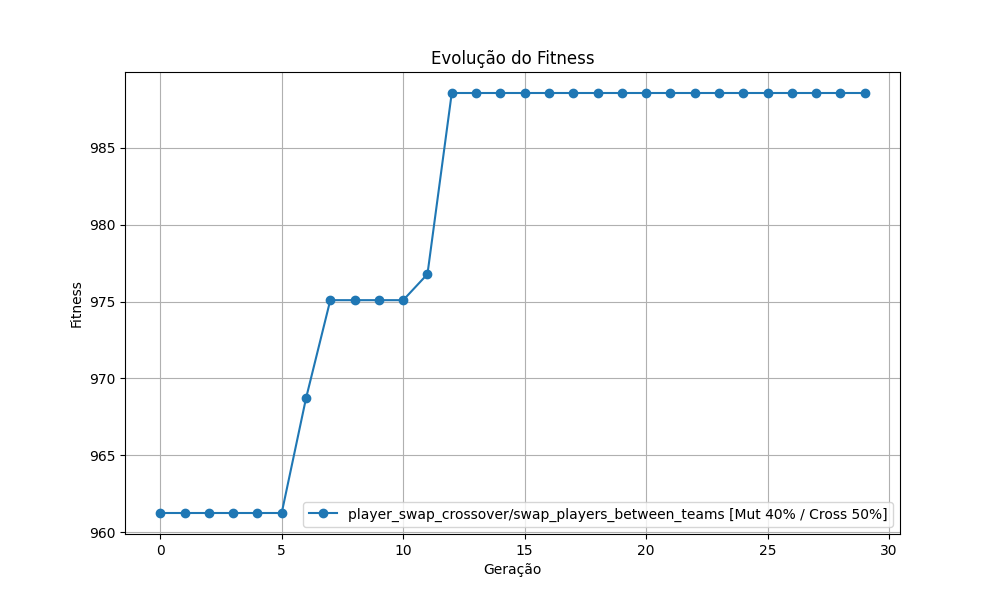 Evolução do Fitness
Fitness
985
980
975
970
965
960
player_swap_crossover/swap_players_between_teams [Mut 40% / Cross 50%]
0 5 10 15 20 25 30
Geração